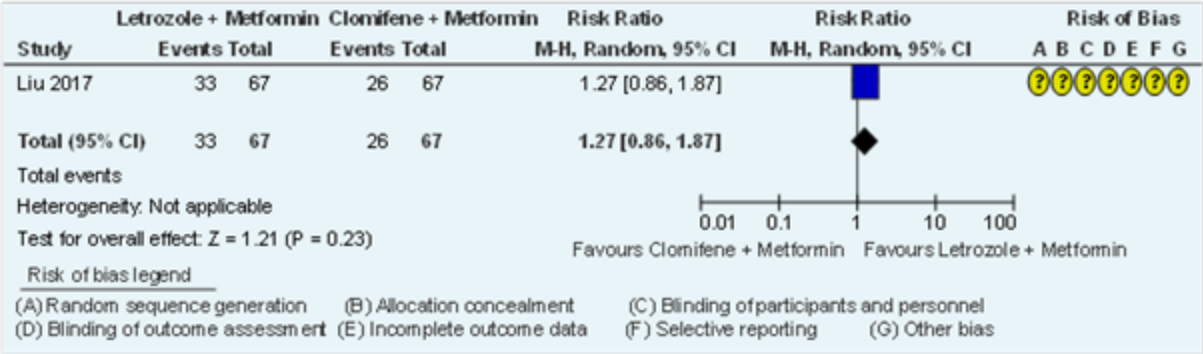 Letrozole + Metformin Clomifene + Metformin Risk Ratio Risk Ratio Risk of Bias
Study Events Total Events Total M-H, Random, 95% CI M-H, Random, 95% CI A B C D E F G
Liu 2017 33 67 26 67 1.27 [0.86, 1.87] ? ? ? ? ? ? ?
Total (95% CI) 33 67 26 67 1.27 [0.86, 1.87]
Total events
Heterogeneity: Not applicable
Test for overall effect: Z = 1.21 (P = 0.23)
0.01 0.1 1 10 100
Favours Clomifene + Metformin Favours Letrozole + Metformin
Risk of bias legend
(A) Random sequence generation (B) Allocation concealment (C) Blinding of participants and personnel
(D) Blinding of outcome assessment (E) Incomplete outcome data (F) Selective reporting (G) Other bias